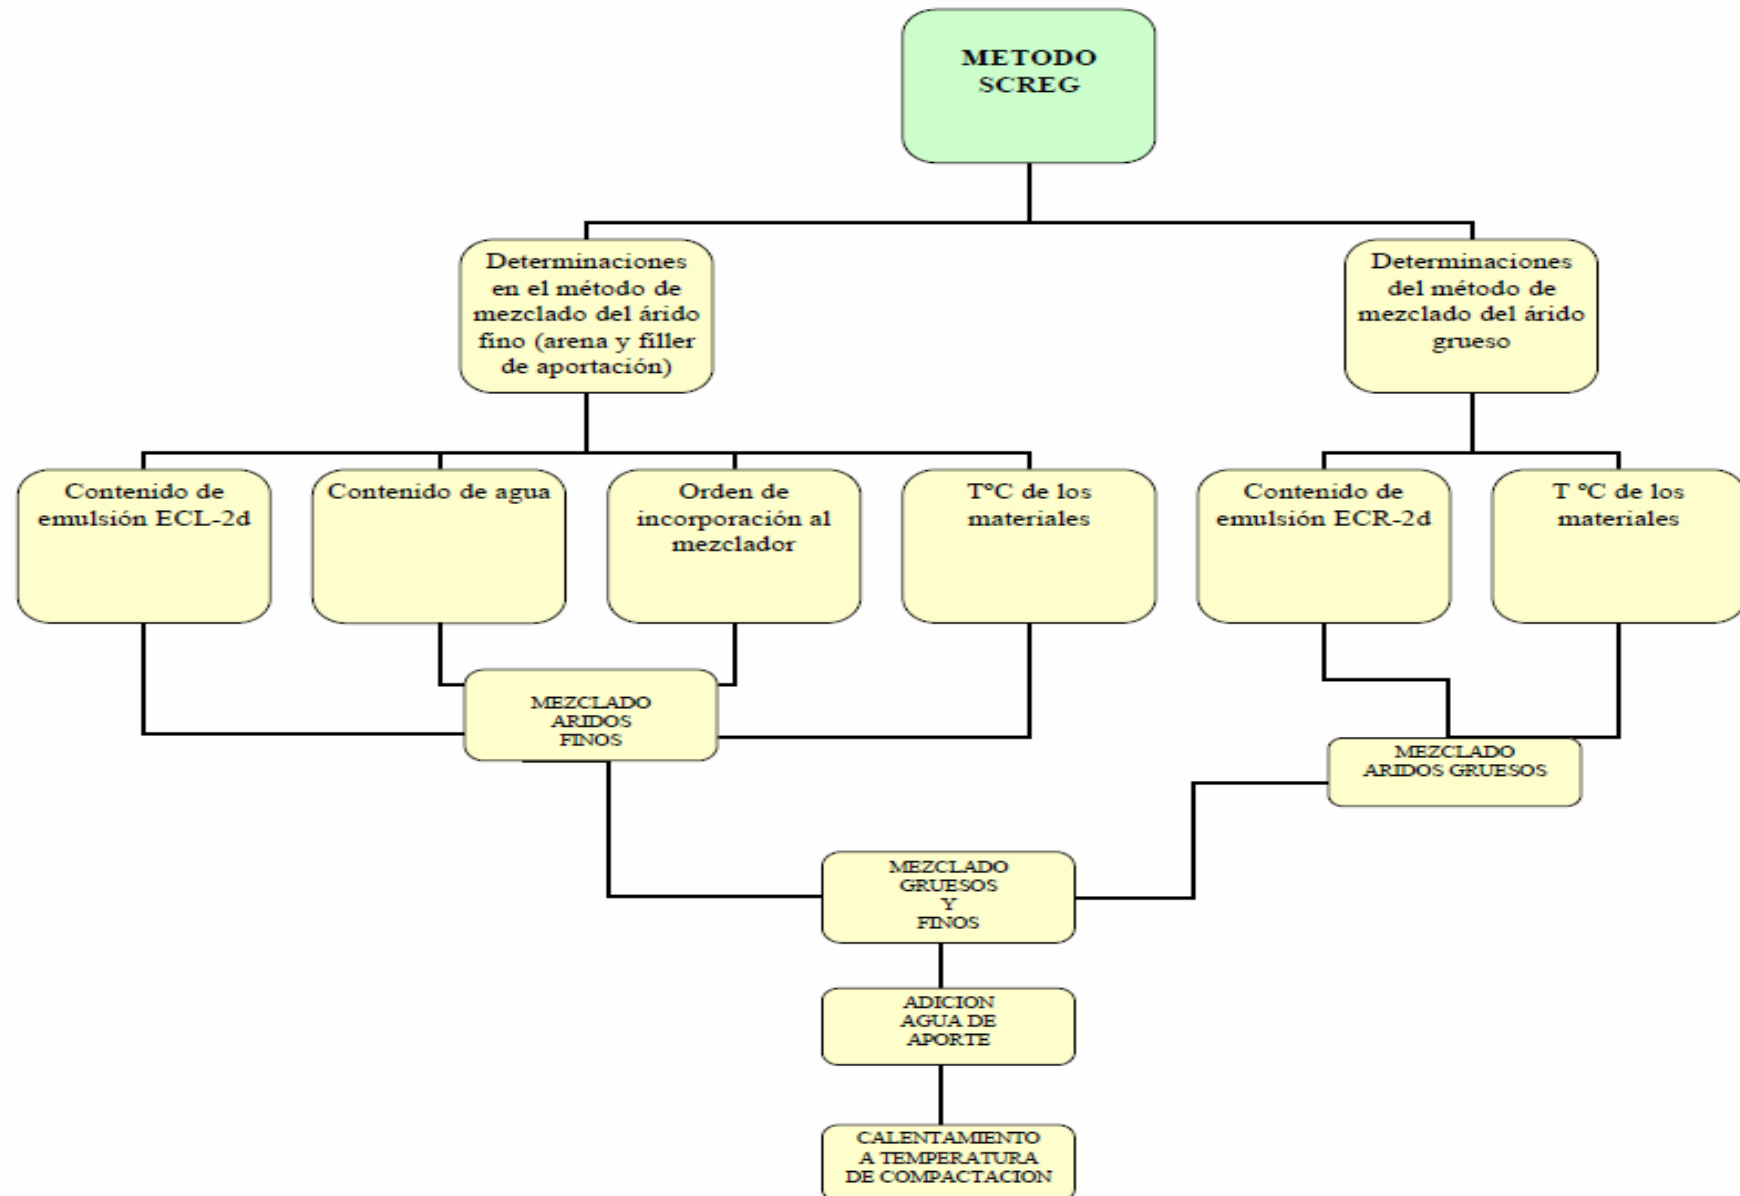 METODO
SCREG
Determinaciones
en el método de
mezclado del árido
fino (arena y filler
de aportación)
Determinaciones
del método de
mezclado del árido
grueso
Contenido de
emulsión ECL-2d
Contenido de agua
Orden de
incorporación al
mezclador
TºC de los
materiales
Contenido de
emulsión ECR-2d
T ºC de los
materiales
MEZCLADO
ARIDOS
FINOS
MEZCLADO
ARIDOS GRUESOS
MEZCLADO
GRUESOS
Y
FINOS
ADICION
AGUA DE
APORTE
CALENTAMIENTO
A TEMPERATURA
DE COMPACTACION